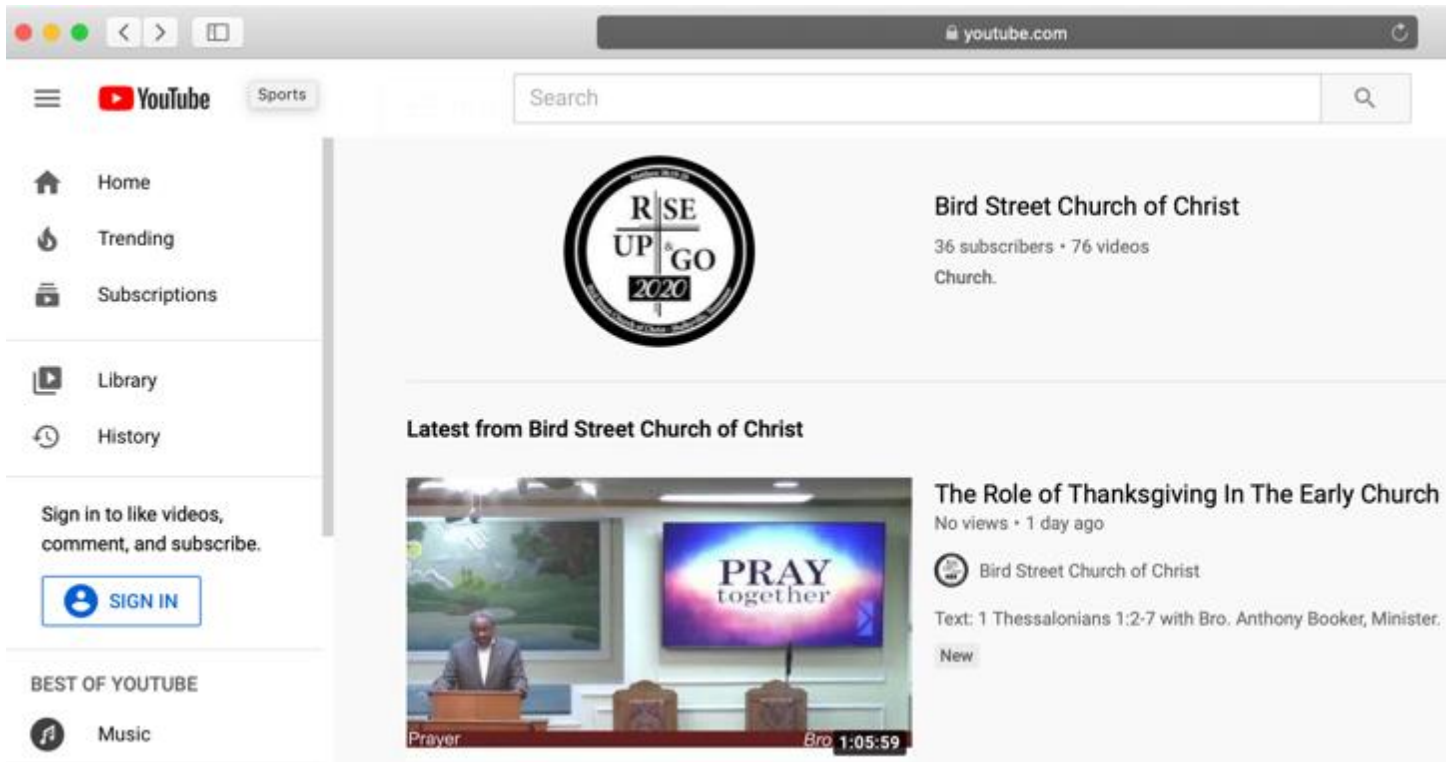 youtube.com
YouTube
Sports
Search
Home
Trending
Subscriptions
Library
History
Sign in to like videos,
comment, and subscribe.
SIGN IN
BEST OF YOUTUBE
Music
RISE
UP & GO
2020
Bird Street Church of Christ
36 subscribers • 76 videos
Church.
Latest from Bird Street Church of Christ
PRAY
together
Prayer
Bro
1:05:59
The Role of Thanksgiving In The Early Church
No views • 1 day ago
Bird Street Church of Christ
Text: 1 Thessalonians 1:2-7 with Bro. Anthony Booker, Minister.
New